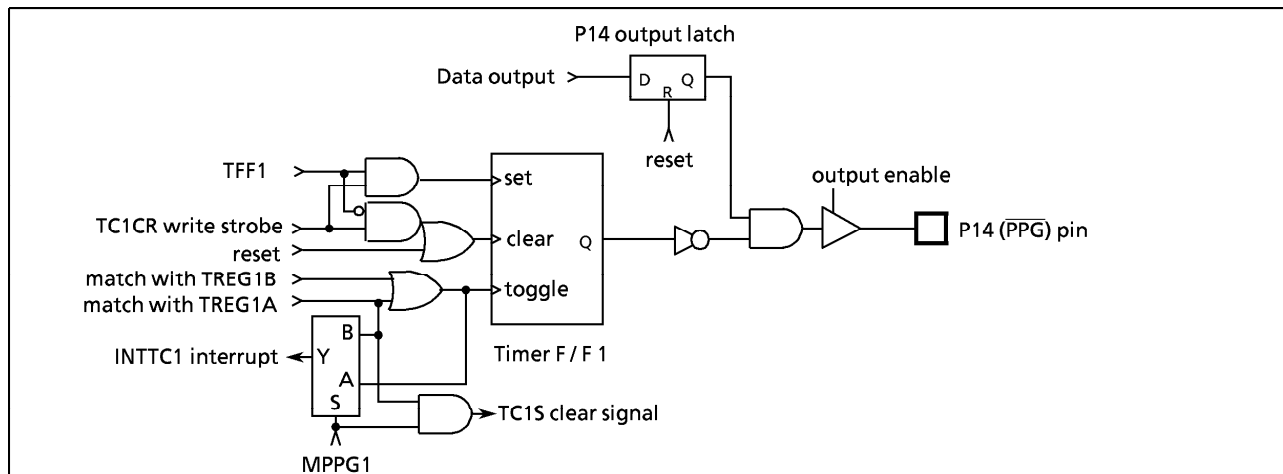 P14 output latch
Data output
D Q
R
reset
TFF1
set
output enable
TC1CR write strobe
clear
Q
P14 (P̅P̅G̅) pin
reset
match with TREG1B
toggle
match with TREG1A
B
INTTC1 interrupt
Y
Timer F / F 1
A
S
TC1S clear signal
MPPG1